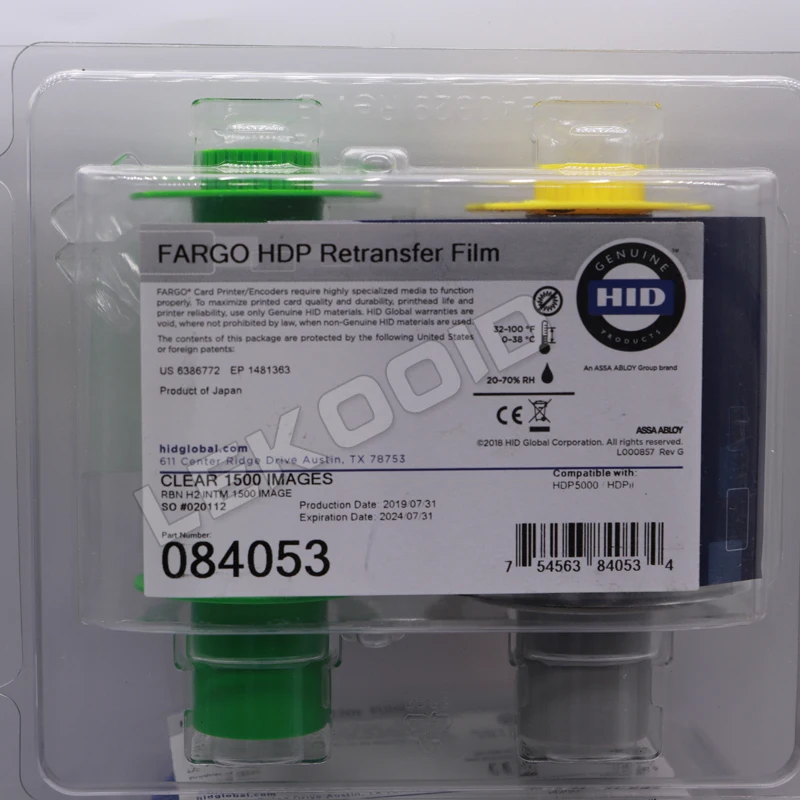 FARGO HDP Retransfer Film
FARGO® Card Printer/Encoders require highly specialized media to function
properly. To maximize printed card quality and durability, printhead life and
printer reliability, use only Genuine HID materials. HID Global warranties are
void, where not prohibited by law, when non-Genuine HID materials are used.
The contents of this package are protected by the following United States
or foreign patents:
US 6386772 EP 1481363
Product of Japan
GENUINE
HID
PRODUCTS
™
An ASSA ABLOY Group brand
32-100 °F
0-38 °C
20-70% RH
CE
ASSA ABLOY
©2018 HID Global Corporation. All rights reserved.
L000857 Rev G
hidglobal.com
611 Center Ridge Drive Austin, TX 78753
CLEAR 1500 IMAGES
RBN H2 INTM 1500 IMAGE
SO #020112
Production Date: 2019/07/31
Expiration Date: 2024/07/31
Compatible with:
HDP5000 / HDPii
Part Number:
084053
7 54563 84053 4
LEKOOID
hidglobal.com